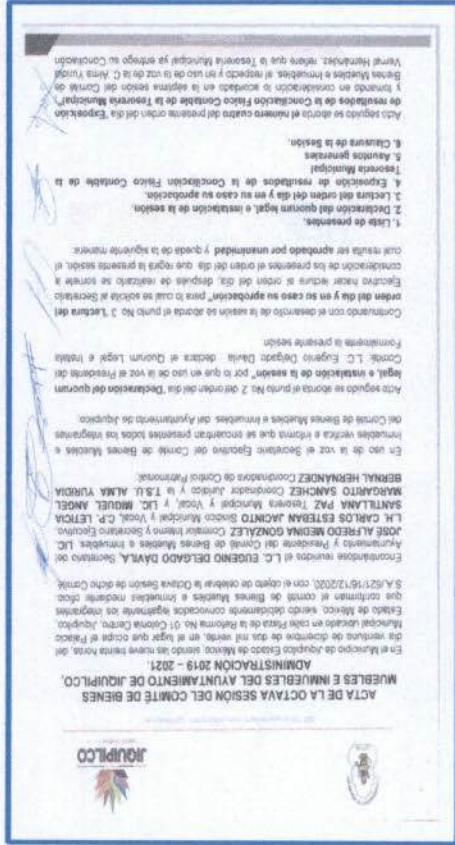 JIQUIPILCO
ACTA DE LA OCTAVA SESIÓN DEL COMITÉ DE BIENES
MUEBLES E INMUEBLES DEL AYUNTAMIENTO DE JIQUIPILCO,
ADMINISTRACIÓN 2019 – 2021.
En el Municipio de Jiquipilco Estado de México, siendo las nueve treinta horas, del
día veintiuno de diciembre de dos mil veinte, en el lugar que ocupa el Palacio
Municipal ubicado en calle Plaza de la Reforma No. 01 Colonia Centro, Jiquipilco,
Estado de México, siendo debidamente convocados legalmente los integrantes
que conforman el comité de Bienes Muebles e Inmuebles mediante oficio:
S.A/621/16/12/2020, con el objeto de celebrar la Octava Sesión de dicho Comité.
Encontrándose reunidos el L.C. EUGENIO DELGADO DAVILA, Secretario del
Ayuntamiento y Presidente del Comité de Bienes Muebles e Inmuebles, LIC.
JOSÉ ALFREDO MEDINA GONZÁLEZ Contralor Interno y Secretario Ejecutivo,
L.H. CARLOS ESTEBAN JACINTO Sindico Municipal y Vocal, C.P. LETICIA
SANTILLANA PAZ Tesorera Municipal y Vocal, y LIC. MIGUEL ANGEL
MARGARITO SANCHEZ Coordinador Jurídico y la T.S.U. ALMA YURIDIA
BERNAL HERNÁNDEZ Coordinadora de Control Patrimonial.
En uso de la voz el Secretario Ejecutivo del Comité de Bienes Muebles e
Inmuebles verifica e informa que se encuentran presentes todos los integrantes
del Comité de Bienes Muebles e Inmuebles del Ayuntamiento de Jiquipilco.
Acto seguido se aborda el punto No. 2 del orden del día "Declaración del quorum
legal, e instalación de la sesión" por lo que en uso de la voz el Presidente del
Comité: L.C. Eugenio Delgado Davila declara el Quorum Legal e instala
Formalmente la presente sesión
Continuando con el desarrollo de la sesión se aborda el punto No. 3 "Lectura del
orden del día y en su caso su aprobación" para lo cual se solicita al Secretario
Ejecutivo hacer lectura al orden del día, después de realizarlo se somete a
consideración de los presentes el orden del día que regirá la presente sesión, el
cual resulta ser aprobado por unanimidad y queda de la siguiente manera:
1. Lista de presentes.
2. Declaración del quorum legal, e instalación de la sesión.
3. Lectura del orden del día y en su caso su aprobación.
4. Exposición de resultados de la Conciliación Físico Contable de la
Tesorería Municipal
5. Asuntos generales
6. Clausura de la Sesión.
Acto seguido se aborda el número cuatro del presente orden del día "Exposición
de resultados de la Conciliación Físico Contable de la Tesorería Municipal",
y tomando en consideración lo acordado en la séptima sesión del Comité de
Bienes Muebles e Inmuebles, al respecto y en uso de la voz de la C. Alma Yuridia
Vernal Hernández, refiere que la Tesorería Municipal ya entrego su Conciliación